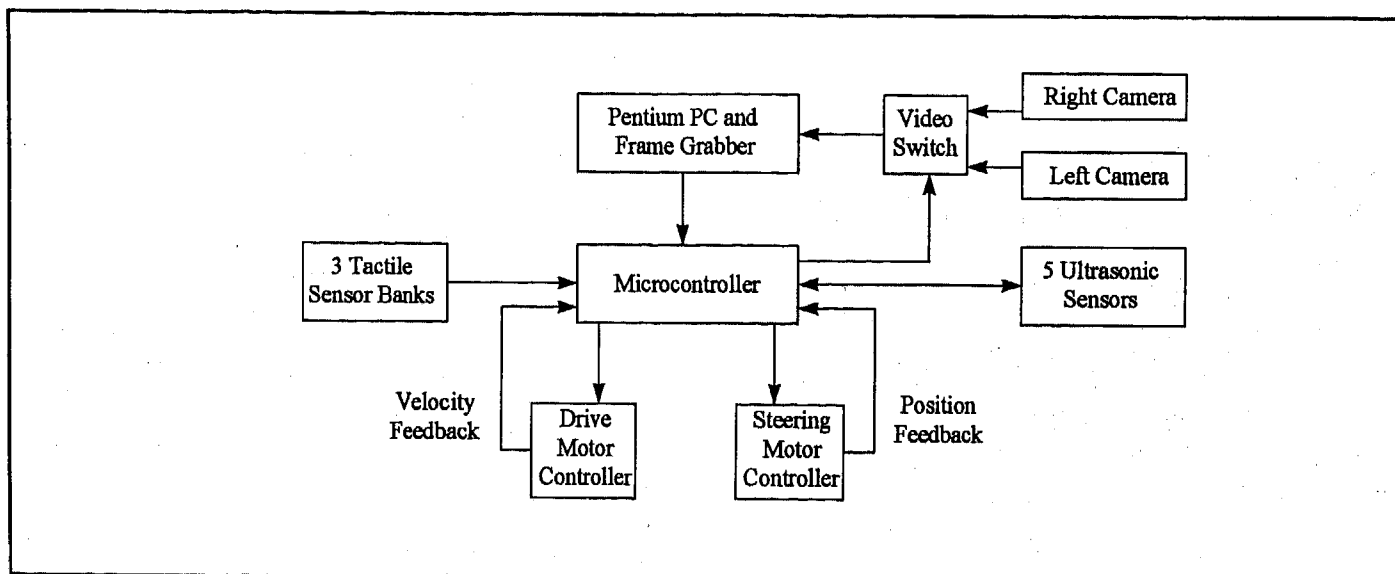 Right Camera
Pentium PC and
Frame Grabber
Video
Switch
Left Camera
3 Tactile
Sensor Banks
Microcontroller
5 Ultrasonic
Sensors
Velocity
Feedback
Drive
Motor
Controller
Steering
Motor
Controller
Position
Feedback